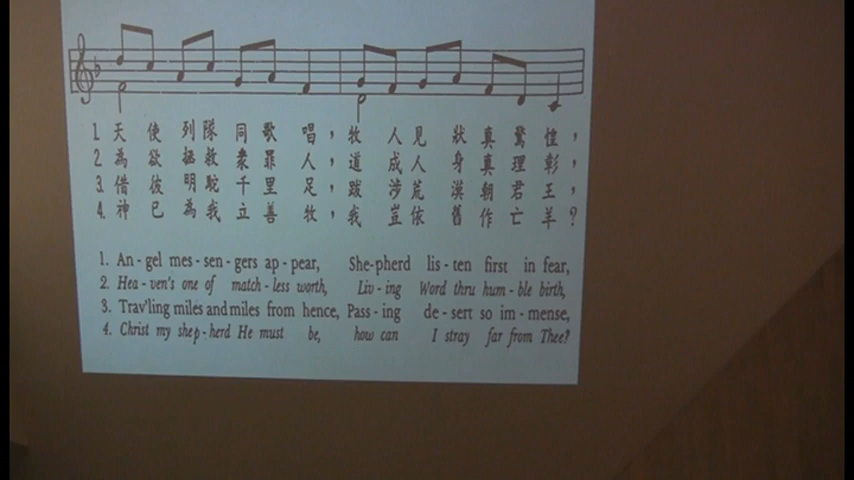 1. 天使列隊同歌唱，牧人見狀真驚惶，
2. 為欲拯救眾罪人，道成人身真理彰，
3. 借彼明駝千里足，跋涉荒漠朝君王，
4. 神已為我立善牧，我豈依舊作亡羊？
1. An-gel mes-sen-gers ap-pear, She-pherd lis-ten first in fear,
2. Hea-ven's one of match-less worth, Liv-ing Word thru hum-ble birth,
3. Trav'ling miles and miles from hence, Pass-ing de-sert so im-mense,
4. Christ my shep-herd He must be, how can I stray far from Thee?